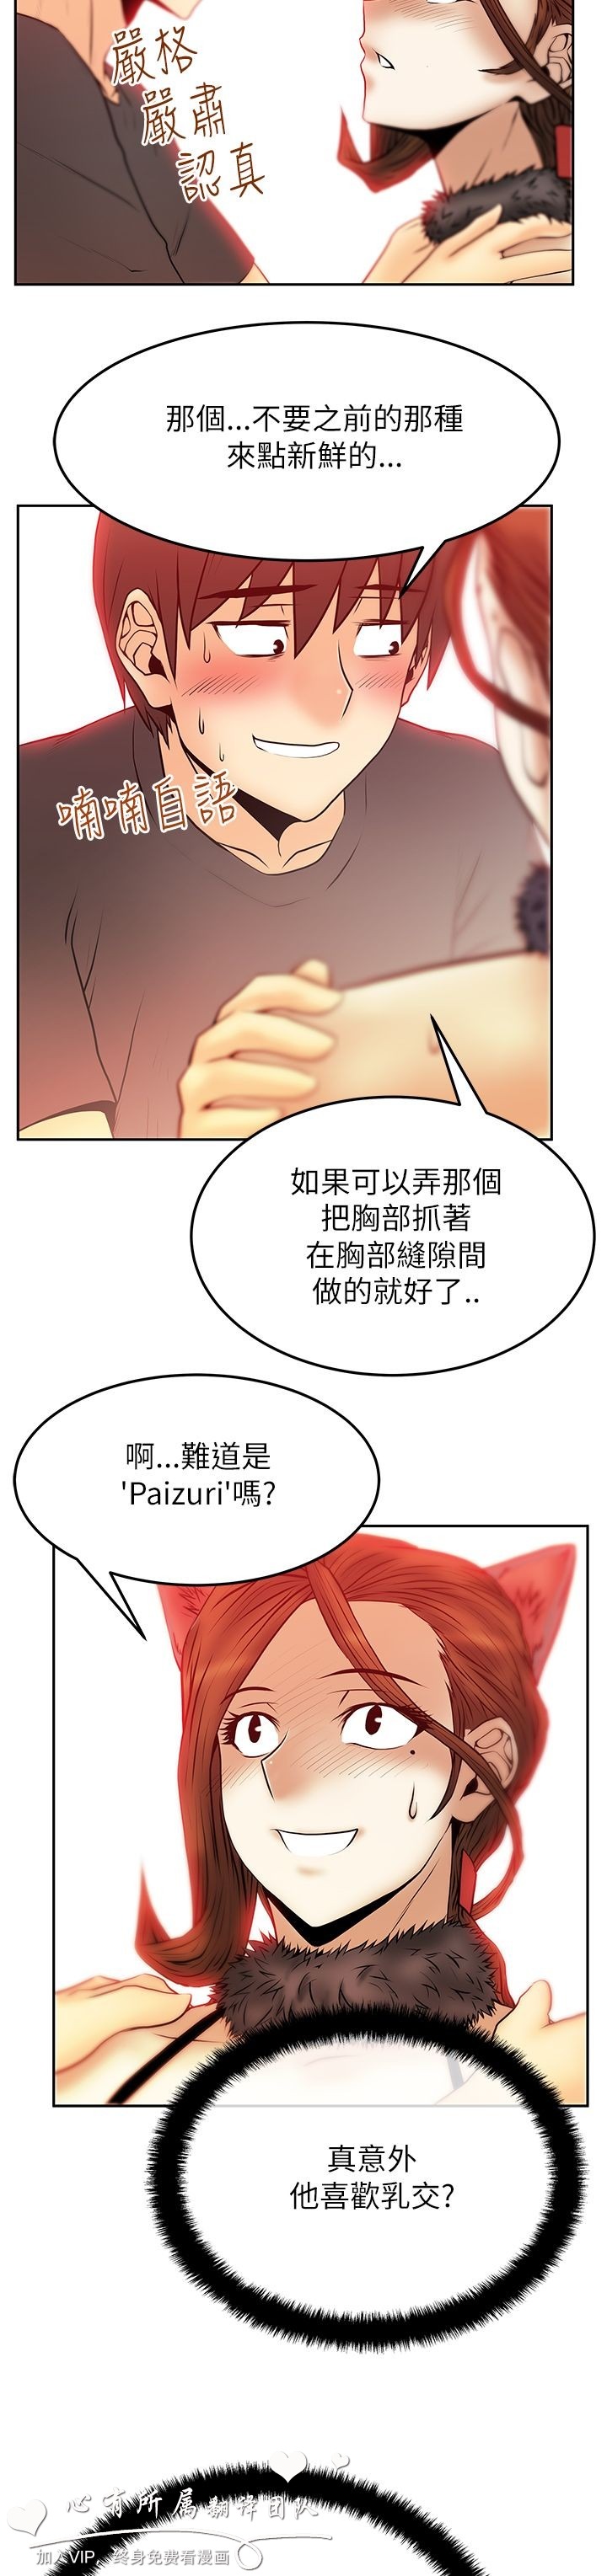 嚴格
嚴肅
認真
那個...不要之前的那種
來點新鮮的...
喃喃自語
如果可以弄那個
把胸部抓著
在胸部縫隙間
做的就好了..
啊...難道是
'Paizuri'嗎?
真意外
他喜歡乳交?
心有所属翻译团队
加入VIP，终身免费看漫画